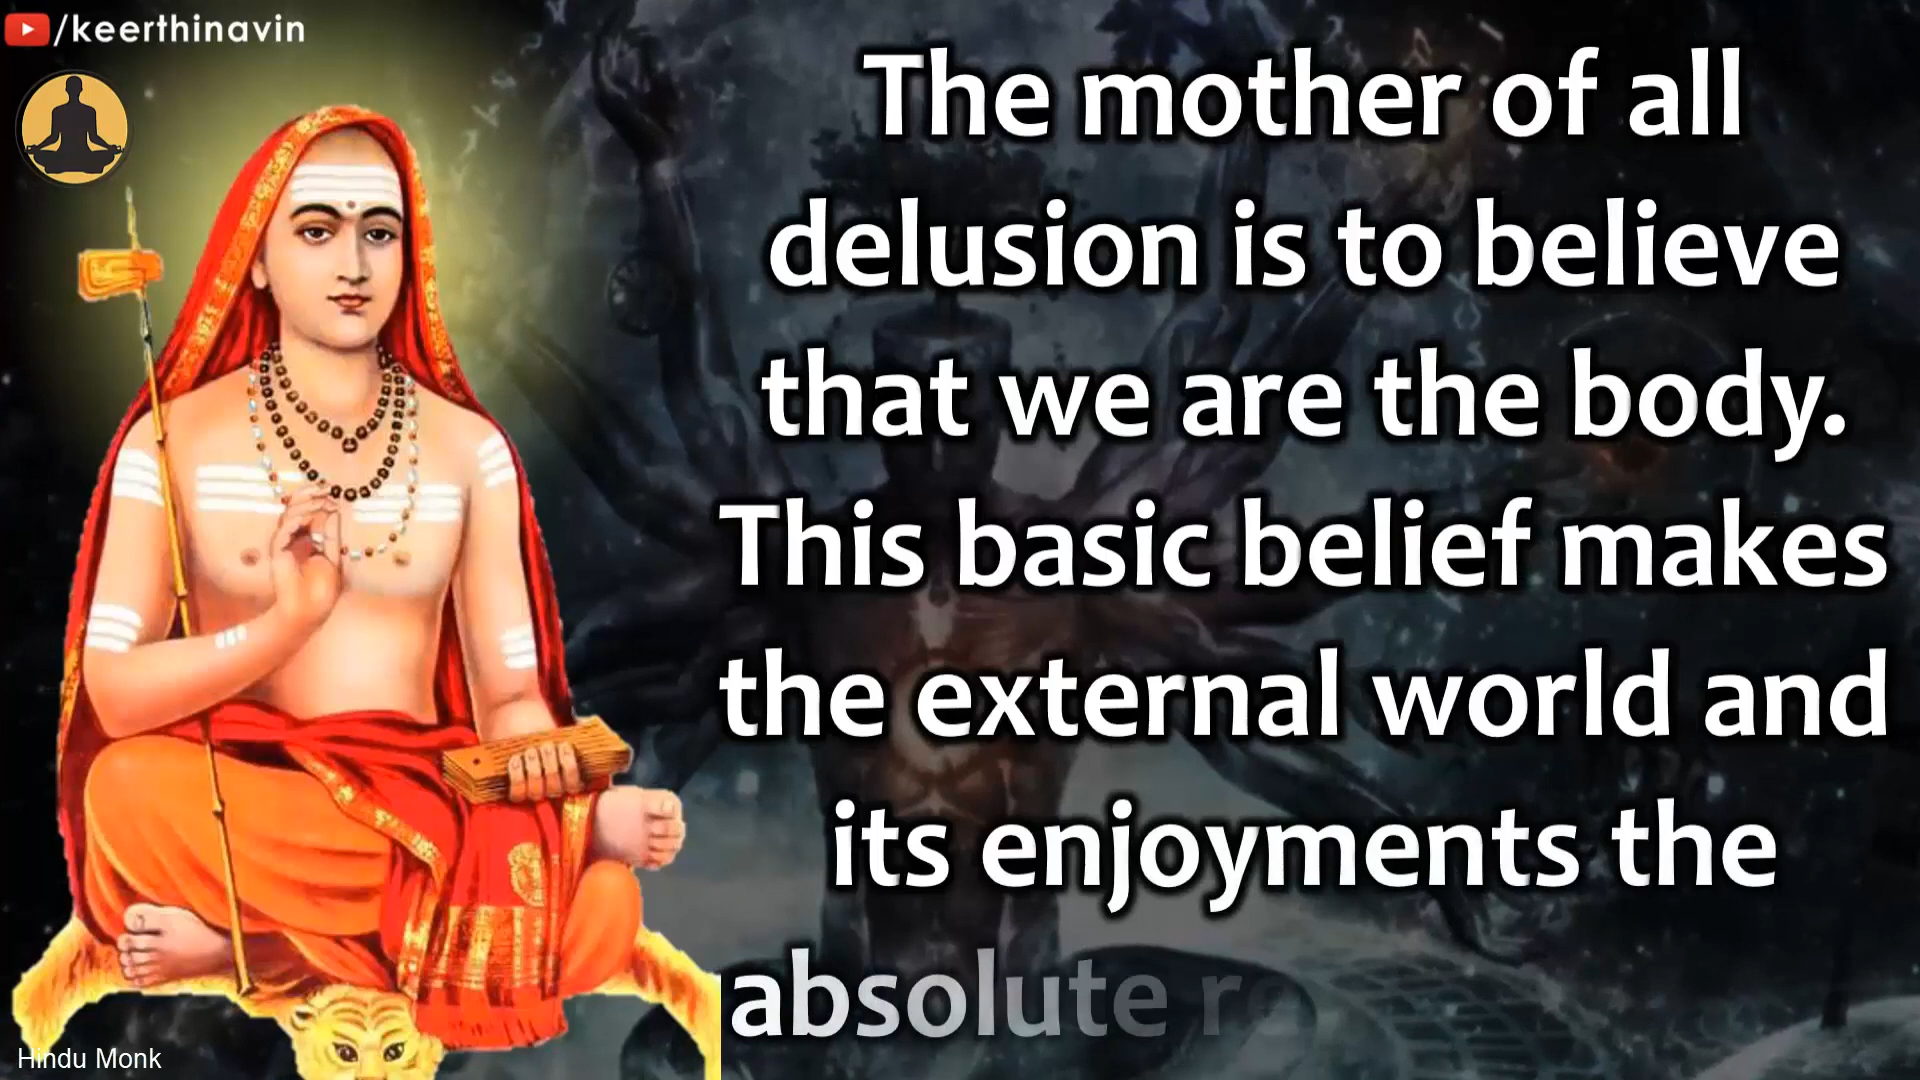 /keerthinavin
The mother of all
delusion is to believe
that we are the body.
This basic belief makes
the external world and
its enjoyments the
absolute
Hindu Monk